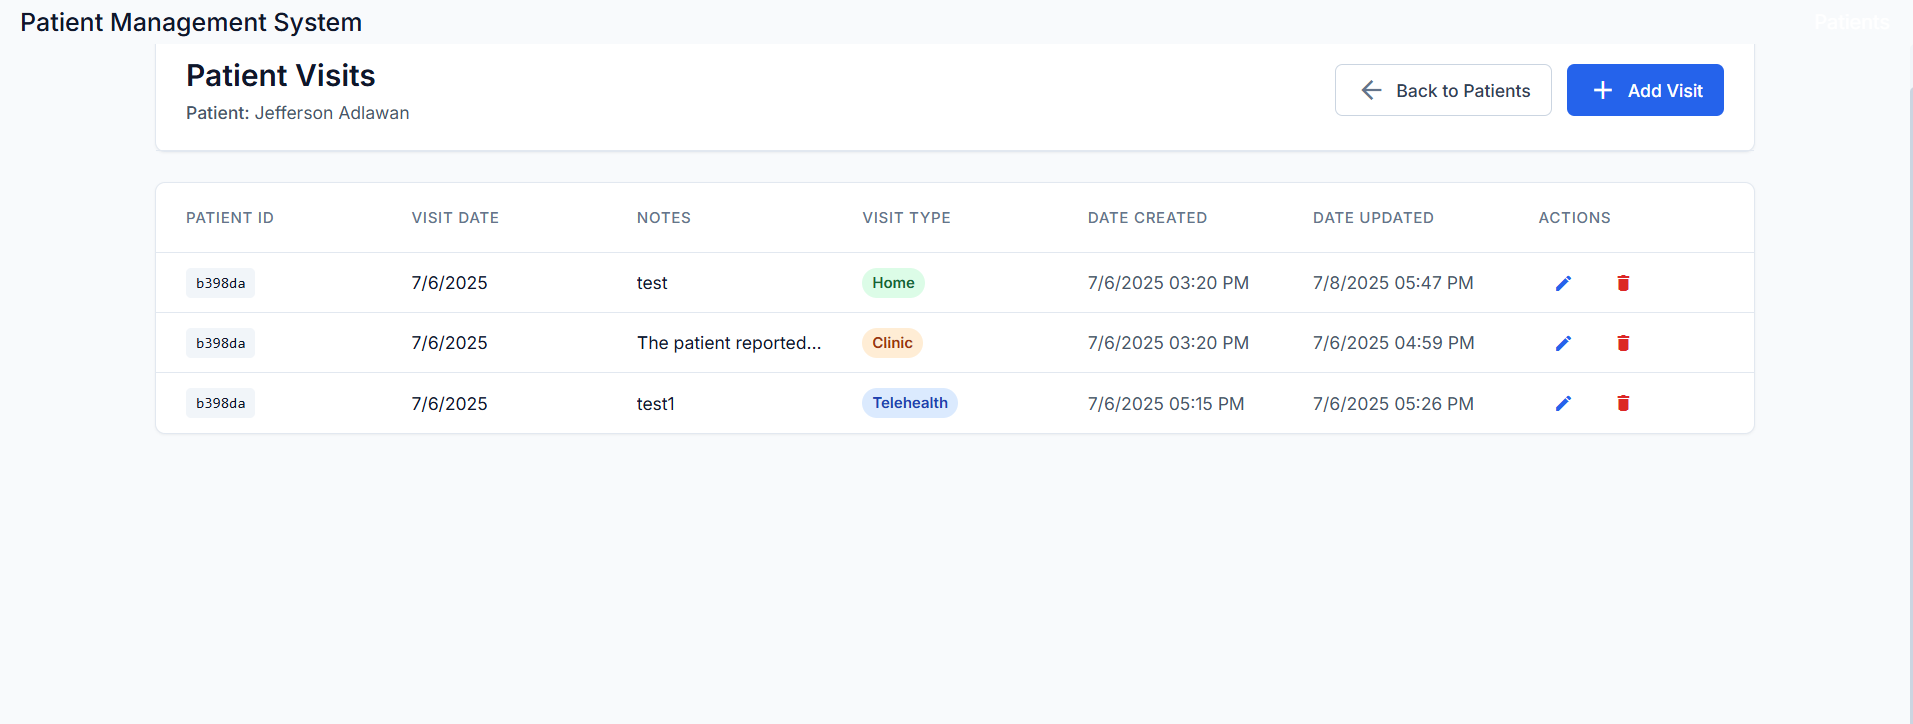 Patient Management System
Patients
Patient Visits
Patient: Jefferson Adlawan
Back to Patients
Add Visit
PATIENT ID VISIT DATE NOTES VISIT TYPE DATE CREATED DATE UPDATED ACTIONS
b398da 7/6/2025 test Home 7/6/2025 03:20 PM 7/8/2025 05:47 PM
b398da 7/6/2025 The patient reported... Clinic 7/6/2025 03:20 PM 7/6/2025 04:59 PM
b398da 7/6/2025 test1 Telehealth 7/6/2025 05:15 PM 7/6/2025 05:26 PM